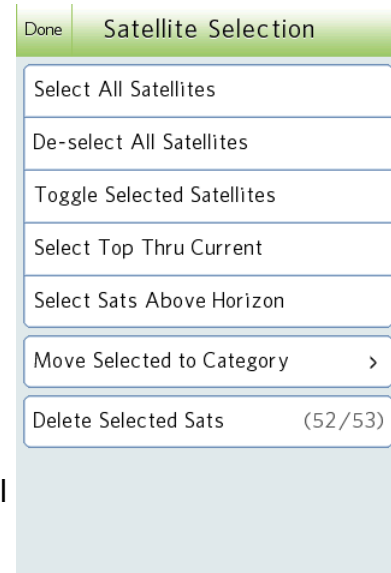 Done Satellite Selection
Select All Satellites
De-select All Satellites
Toggle Selected Satellites
Select Top Thru Current
Select Sats Above Horizon
Move Selected to Category >
Delete Selected Sats (52/53)
l